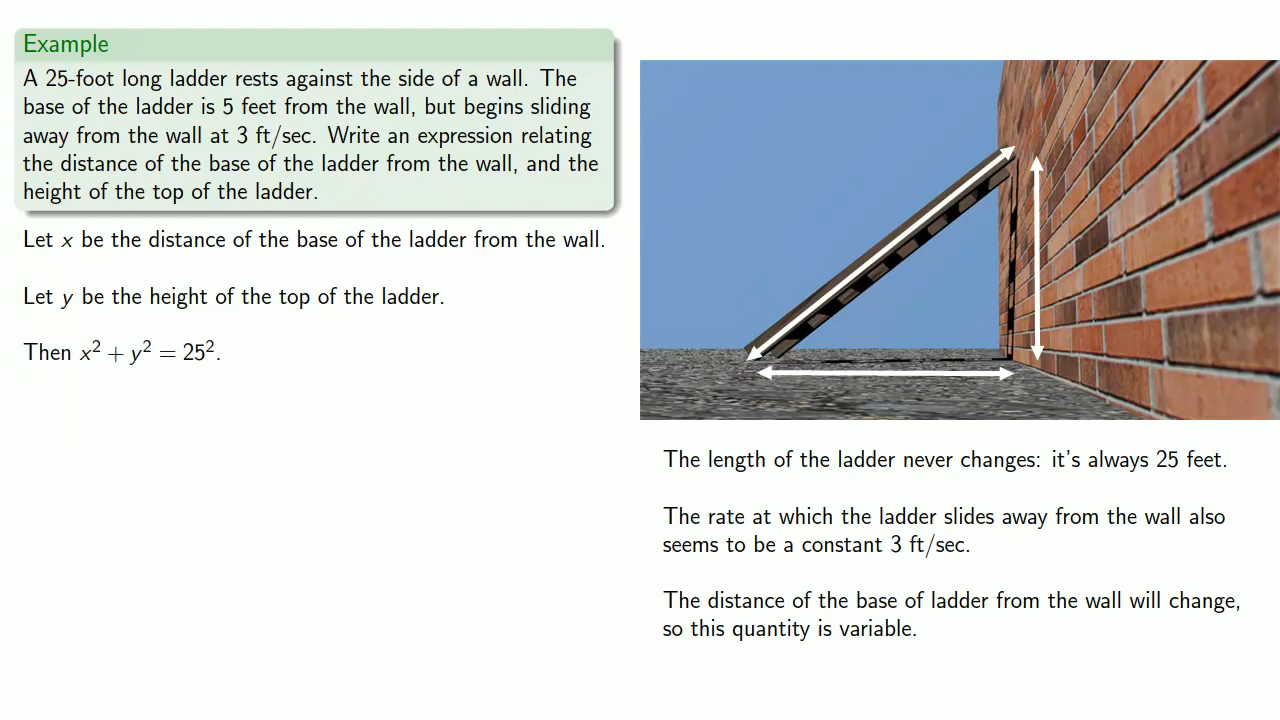 Example
A 25-foot long ladder rests against the side of a wall. The
base of the ladder is 5 feet from the wall, but begins sliding
away from the wall at 3 ft/sec. Write an expression relating
the distance of the base of the ladder from the wall, and the
height of the top of the ladder.
Let x be the distance of the base of the ladder from the wall.
Let y be the height of the top of the ladder.
Then x² + y² = 25².
The length of the ladder never changes: it's always 25 feet.
The rate at which the ladder slides away from the wall also
seems to be a constant 3 ft/sec.
The distance of the base of ladder from the wall will change,
so this quantity is variable.